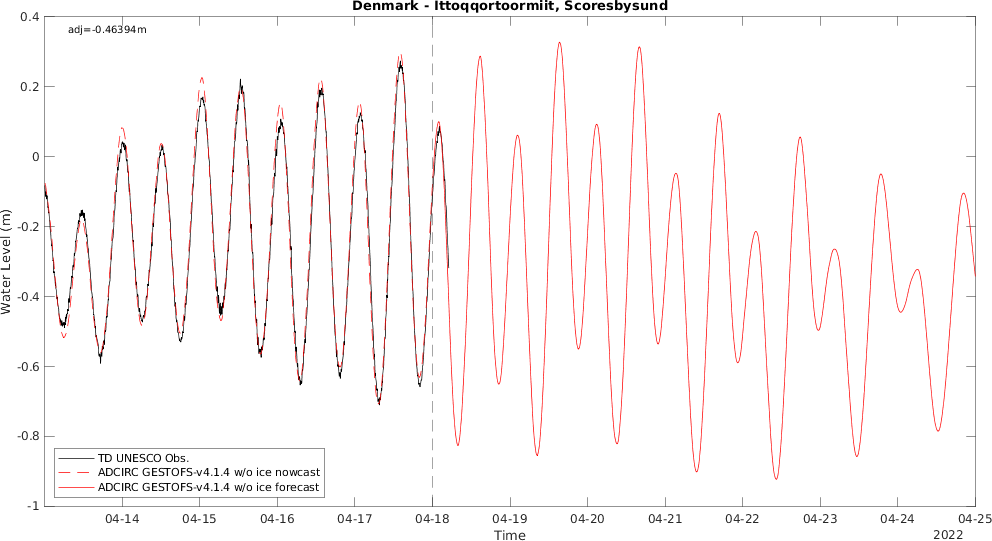 Denmark - Ittoqqortoormiit, Scoresbysund
adj=-0.46394m
0.4
0.2
0
-0.2
-0.4
-0.6
-0.8
-1
Water Level (m)
TD UNESCO Obs.
ADCIRC GESTOFS-v4.1.4 w/o ice nowcast
ADCIRC GESTOFS-v4.1.4 w/o ice forecast
04-14 04-15 04-16 04-17 04-18 04-19 04-20 04-21 04-22 04-23 04-24 04-25
Time
2022